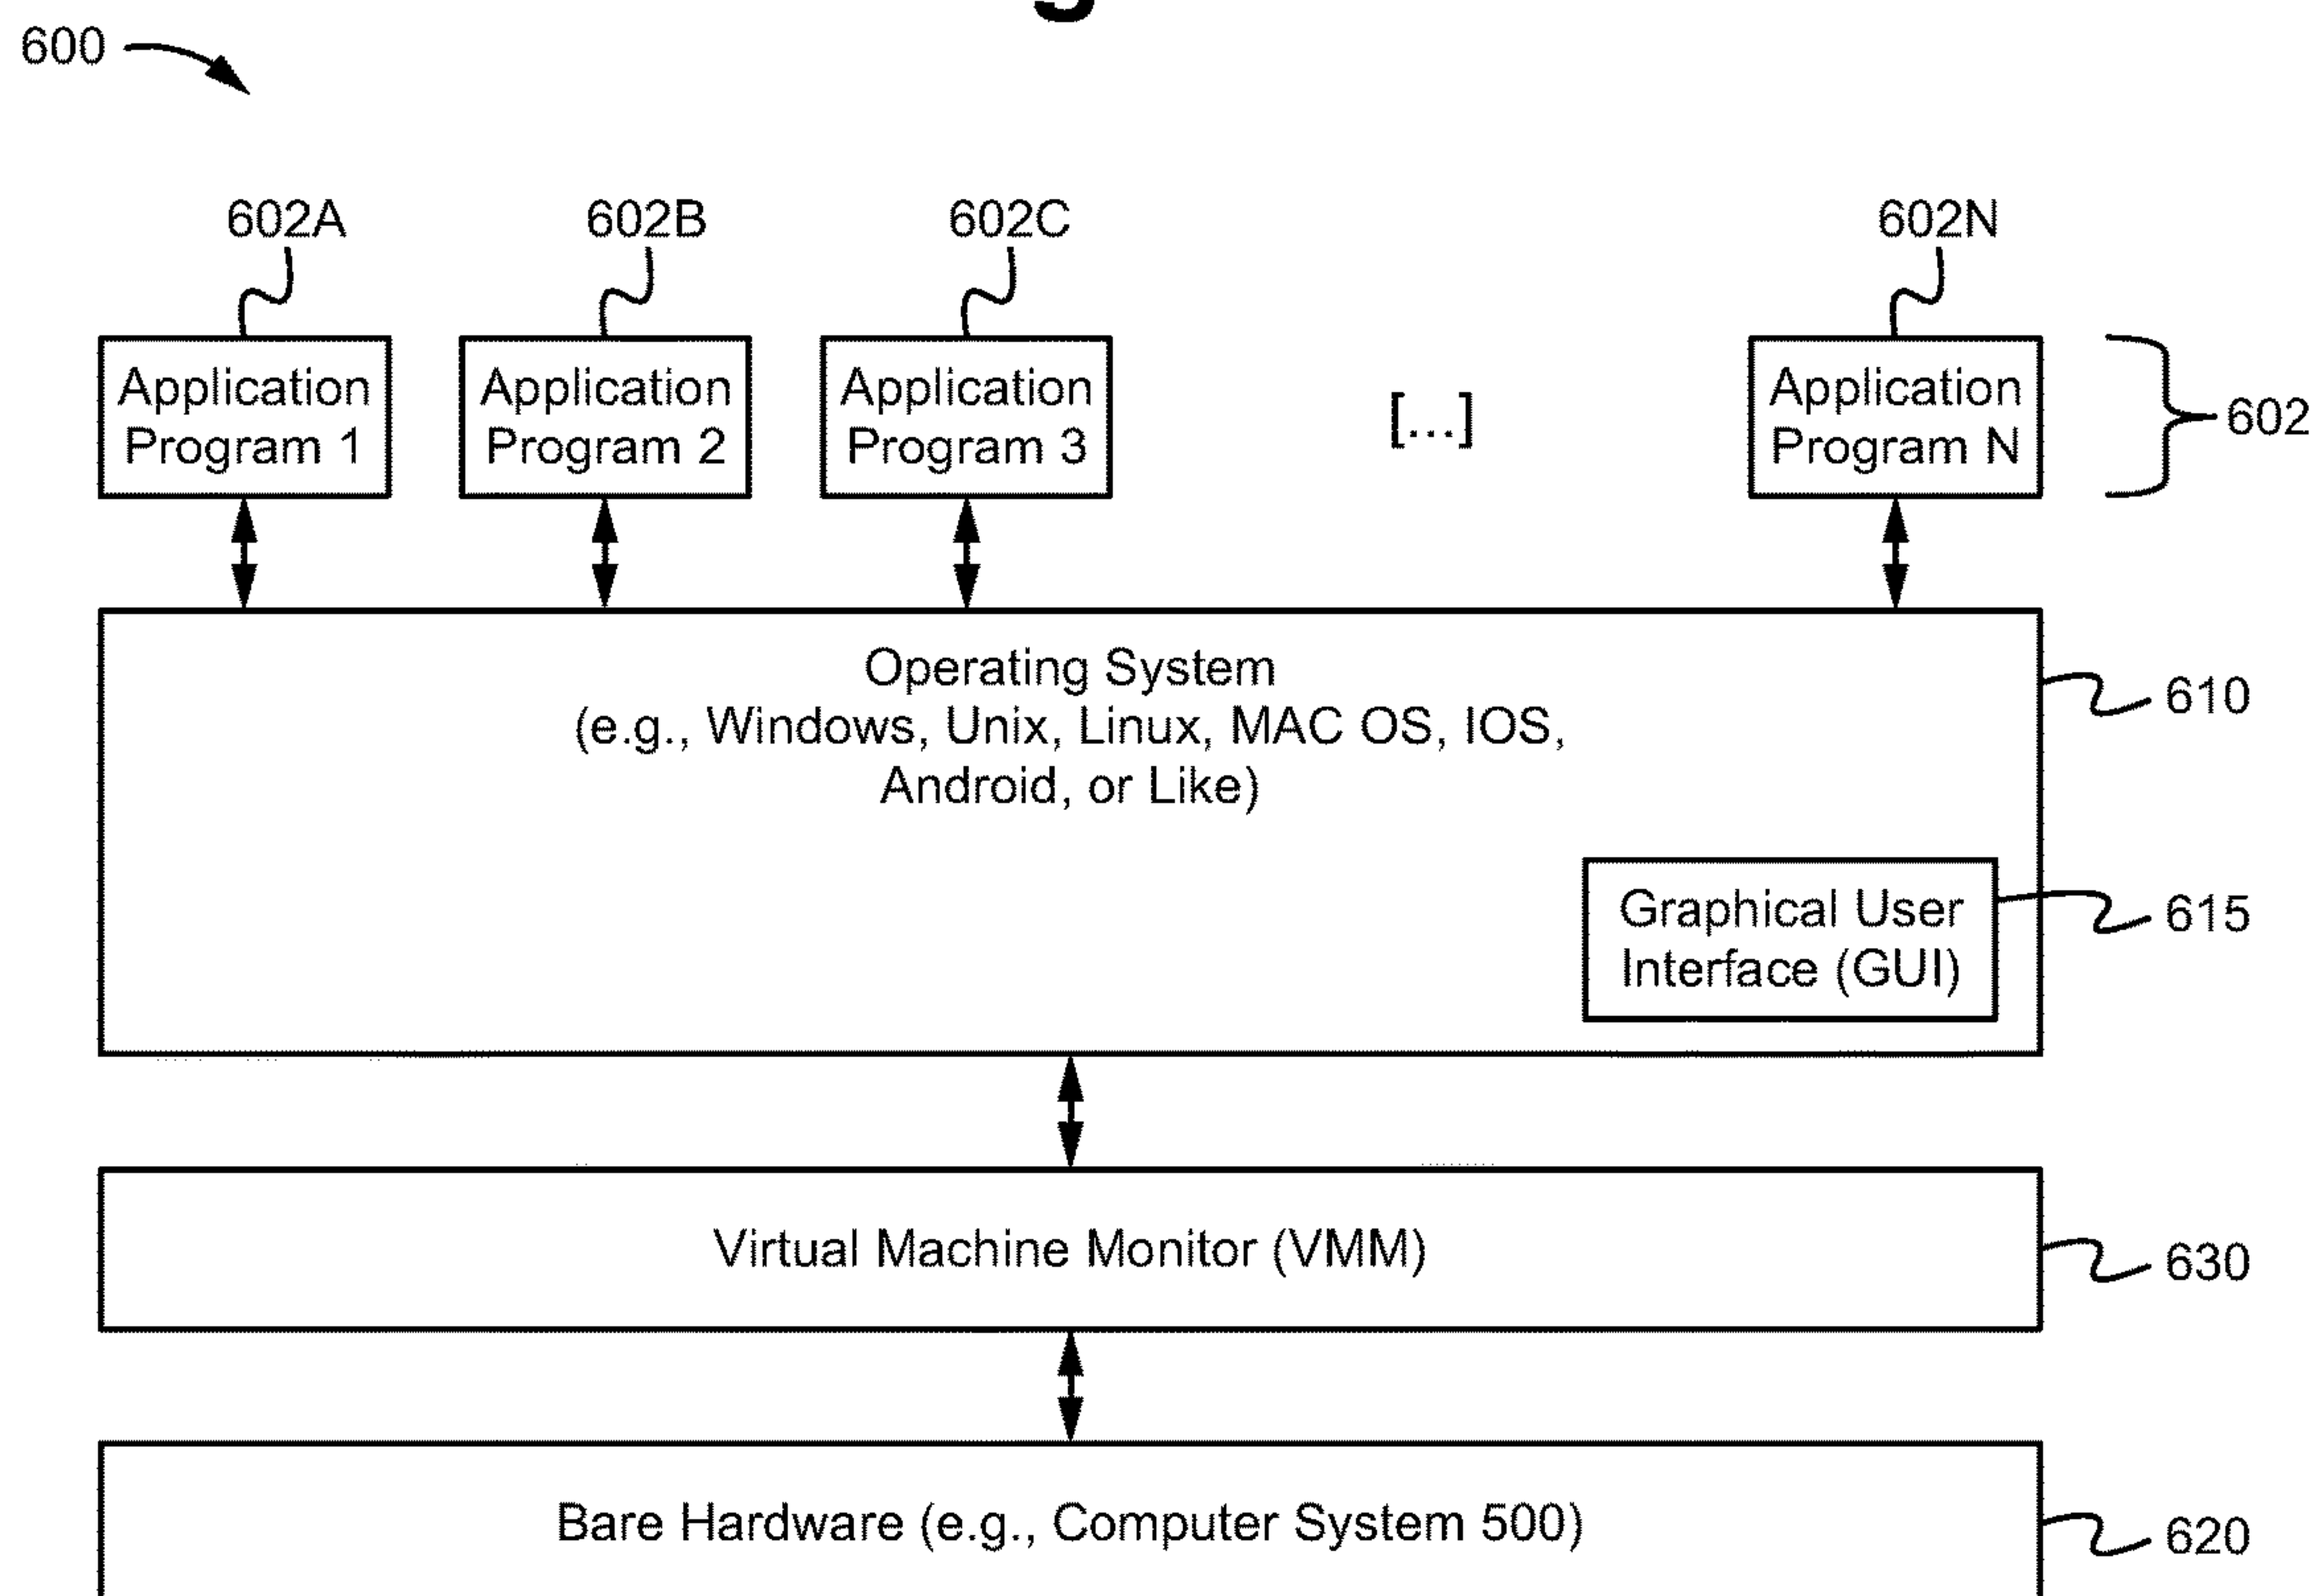 600
602A
602B
602C
602N
Application
Program 1
Application
Program 2
Application
Program 3
[...]
Application
Program N
602
Operating System
(e.g., Windows, Unix, Linux, MAC OS, IOS,
Android, or Like)
610
Graphical User
Interface (GUI)
615
Virtual Machine Monitor (VMM)
630
Bare Hardware (e.g., Computer System 500)
620